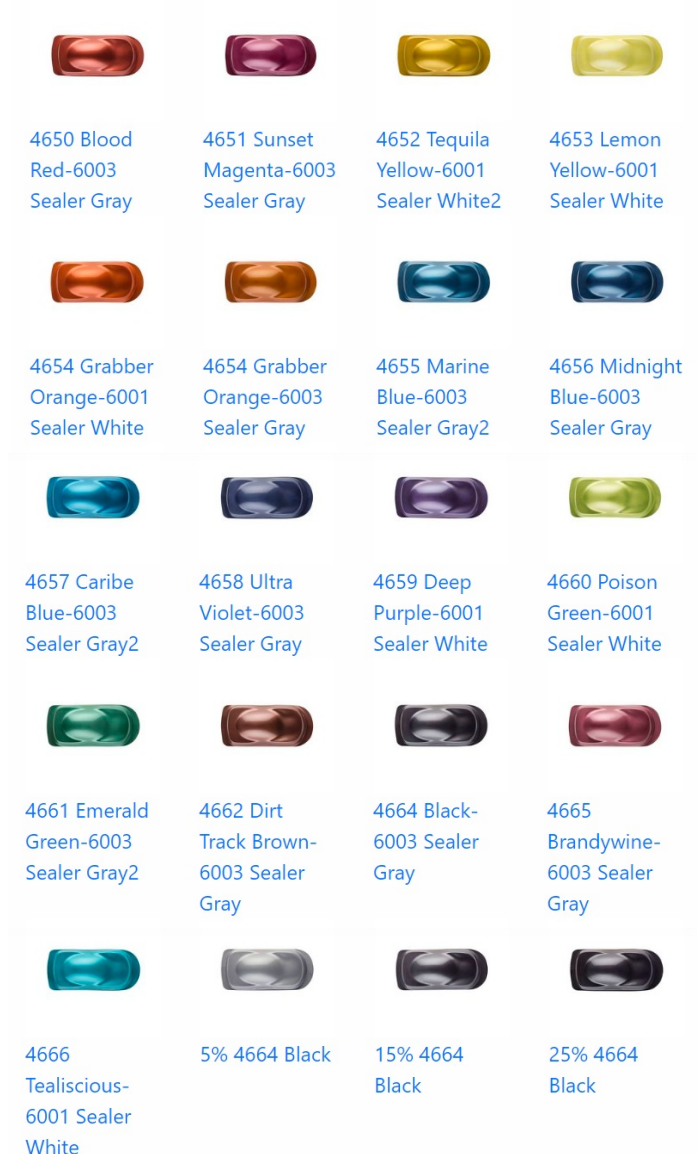 4650 Blood
Red-6003
Sealer Gray
4651 Sunset
Magenta-6003
Sealer Gray
4652 Tequila
Yellow-6001
Sealer White2
4653 Lemon
Yellow-6001
Sealer White
4654 Grabber
Orange-6001
Sealer White
4654 Grabber
Orange-6003
Sealer Gray
4655 Marine
Blue-6003
Sealer Gray2
4656 Midnight
Blue-6003
Sealer Gray
4657 Caribe
Blue-6003
Sealer Gray2
4658 Ultra
Violet-6003
Sealer Gray
4659 Deep
Purple-6001
Sealer White
4660 Poison
Green-6001
Sealer White
4661 Emerald
Green-6003
Sealer Gray2
4662 Dirt
Track Brown-
6003 Sealer
Gray
4664 Black-
6003 Sealer
Gray
4665
Brandywine-
6003 Sealer
Gray
4666
Tealiscious-
6001 Sealer
White
5% 4664 Black
15% 4664
Black
25% 4664
Black